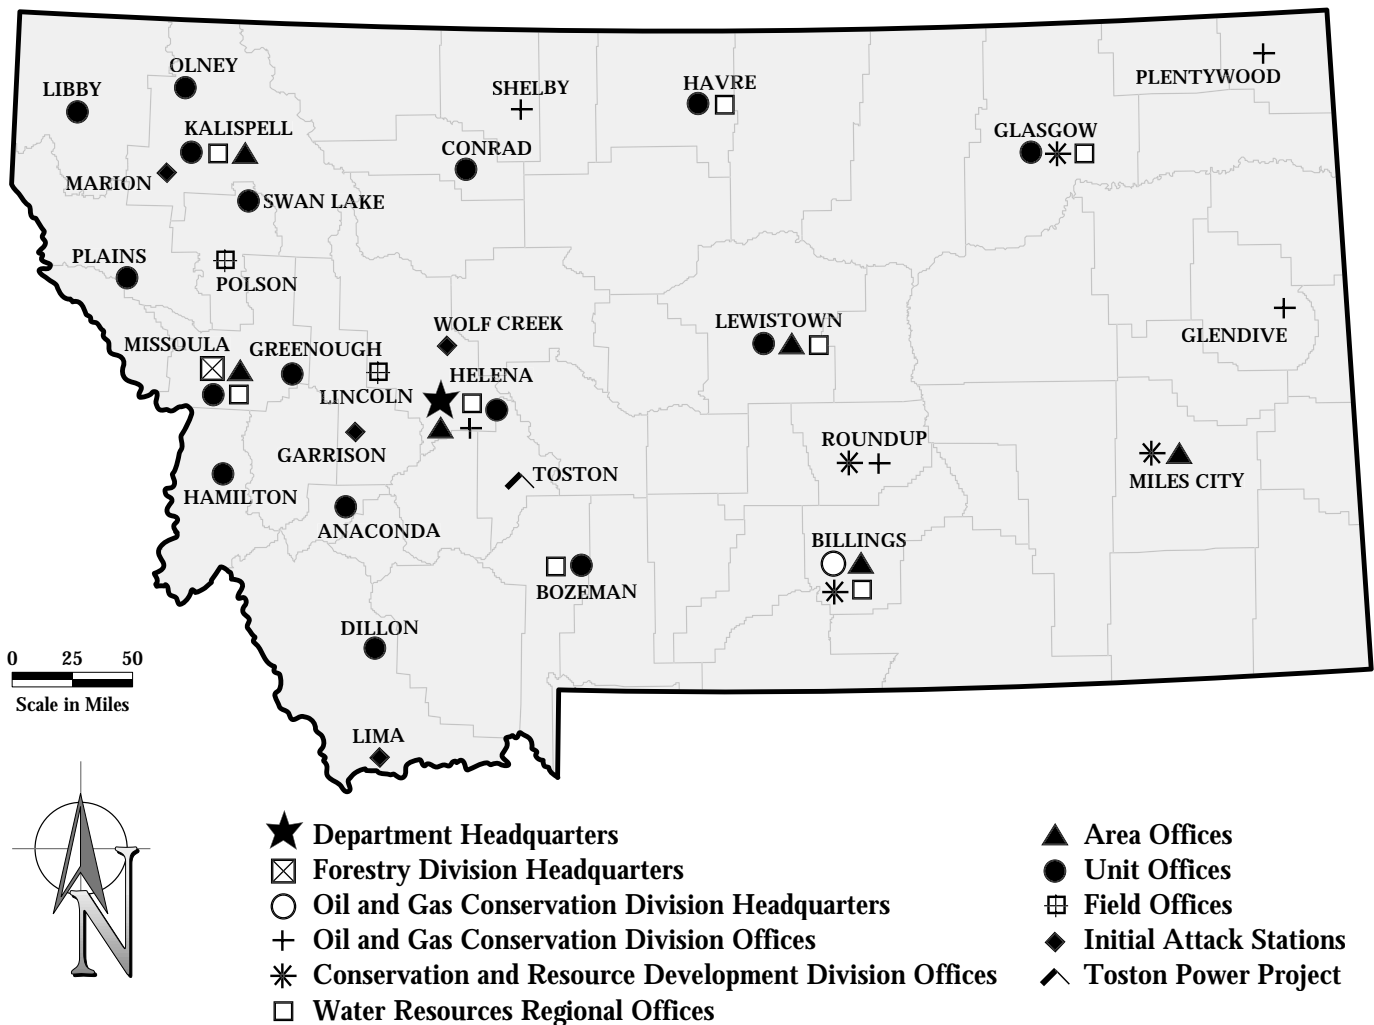 OLNEY
LIBBY
SHELBY
HAVRE
PLENTYWOOD
KALISPELL
GLASGOW
CONRAD
MARION
SWAN LAKE
PLAINS
POLSON
WOLF CREEK
LEWISTOWN
GLENDIVE
MISSOULA
GREENOUGH
HELENA
LINCOLN
GARRISON
ROUNDUP
TOSTON
MILES CITY
HAMILTON
ANACONDA
BILLINGS
BOZEMAN
DILLON
0 25 50
Scale in Miles
LIMA
N
Department Headquarters
Forestry Division Headquarters
Oil and Gas Conservation Division Headquarters
Oil and Gas Conservation Division Offices
Conservation and Resource Development Division Offices
Water Resources Regional Offices
Area Offices
Unit Offices
Field Offices
Initial Attack Stations
Toston Power Project